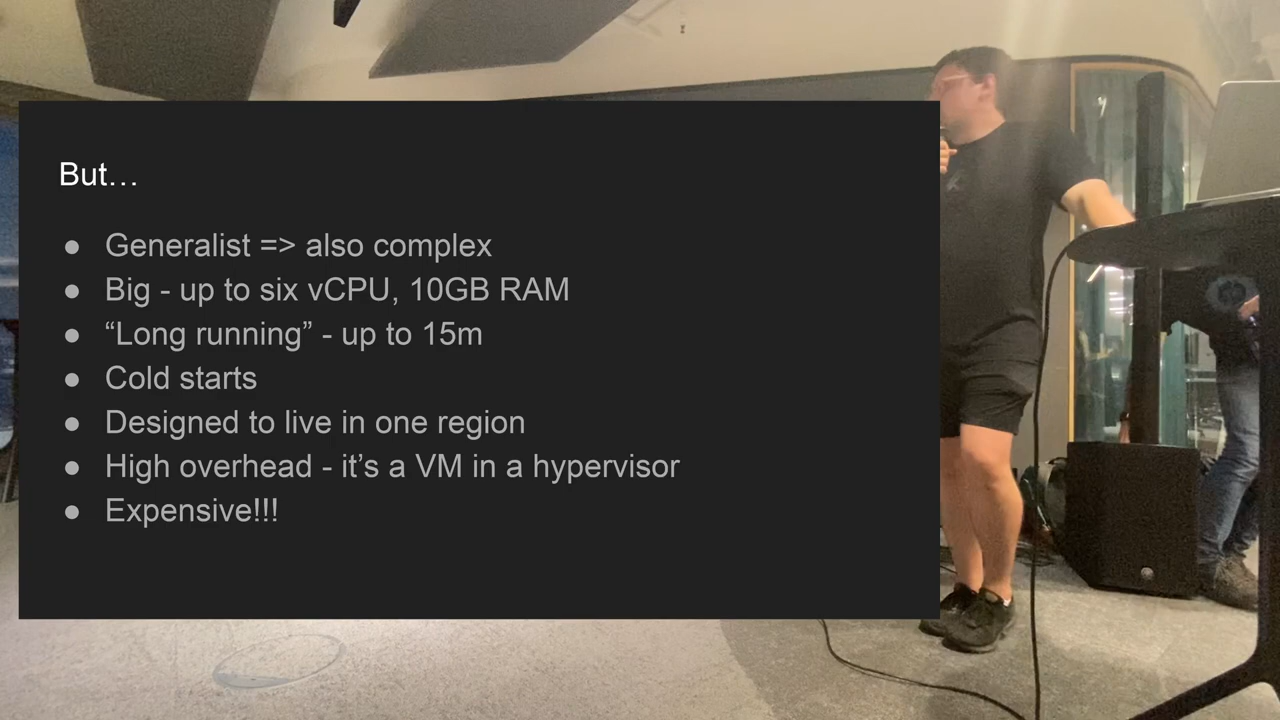 But…
● Generalist => also complex
● Big - up to six vCPU, 10GB RAM
● “Long running” - up to 15m
● Cold starts
● Designed to live in one region
● High overhead - it’s a VM in a hypervisor
● Expensive!!!